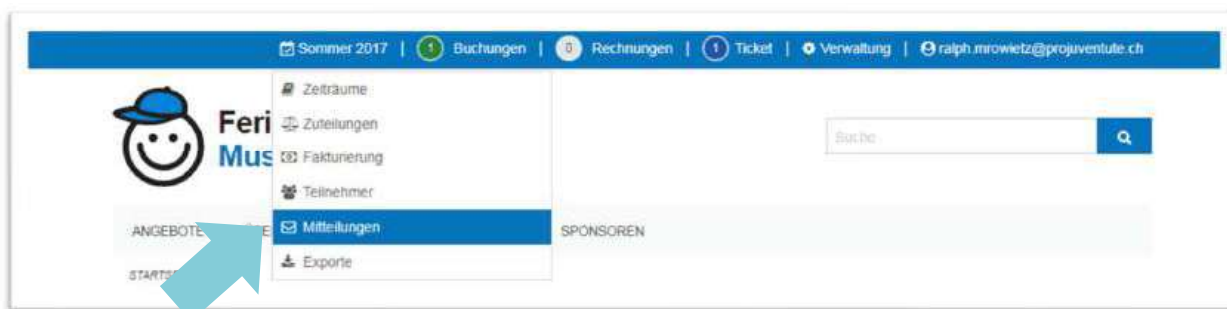 Sommer 2017 | 1 Buchungen | 0 Rechnungen | 1 Ticket | Verwaltung | ralph.mrowietz@projuventute.ch
Zeiträume
Feri
Zuteilungen
Suche
Mus
Fakturierung
Teilnehmer
ANGEBOTE
Mitteilungen
SPONSOREN
Exporte